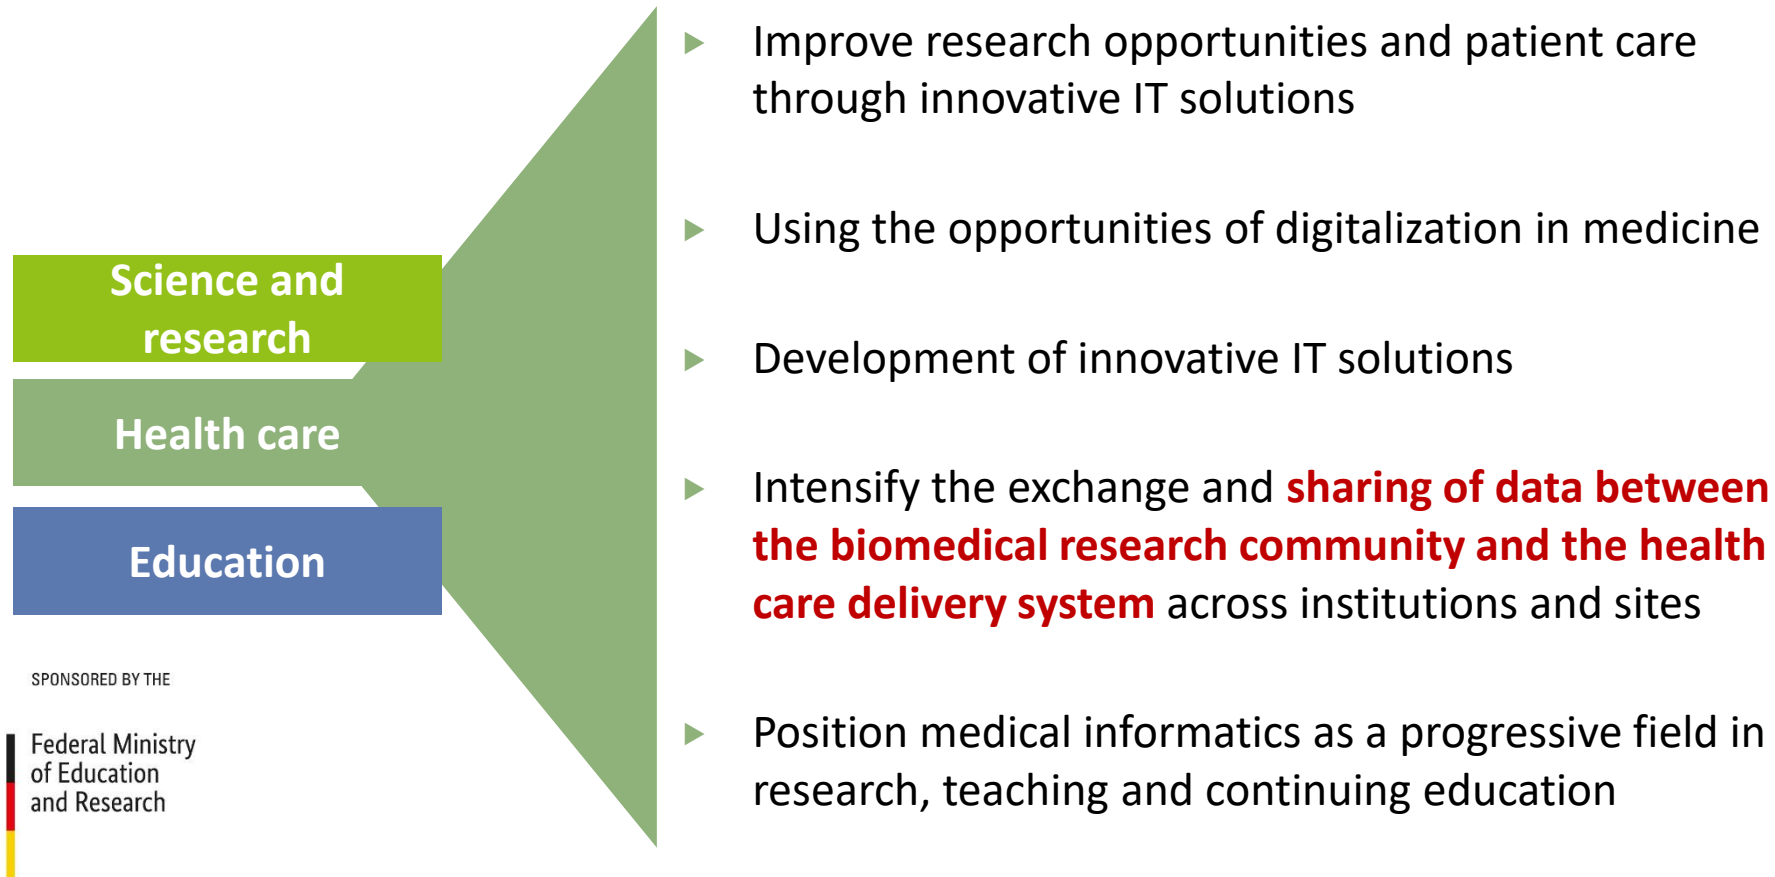 Science and
research
Health care
Education
SPONSORED BY THE
Federal Ministry
of Education
and Research
Improve research opportunities and patient care
through innovative IT solutions
Using the opportunities of digitalization in medicine
Development of innovative IT solutions
Intensify the exchange and sharing of data between
the biomedical research community and the health
care delivery system across institutions and sites
Position medical informatics as a progressive field in
research, teaching and continuing education